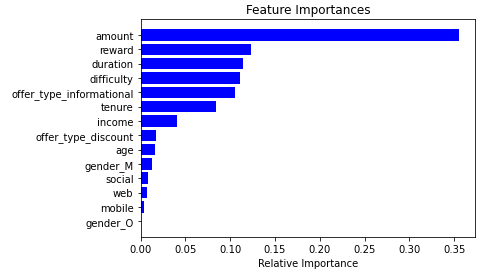 Feature Importances
amount
reward
duration
difficulty
offer_type_informational
tenure
income
offer_type_discount
age
gender_M
social
web
mobile
gender_O
0.00 0.05 0.10 0.15 0.20 0.25 0.30 0.35
Relative Importance